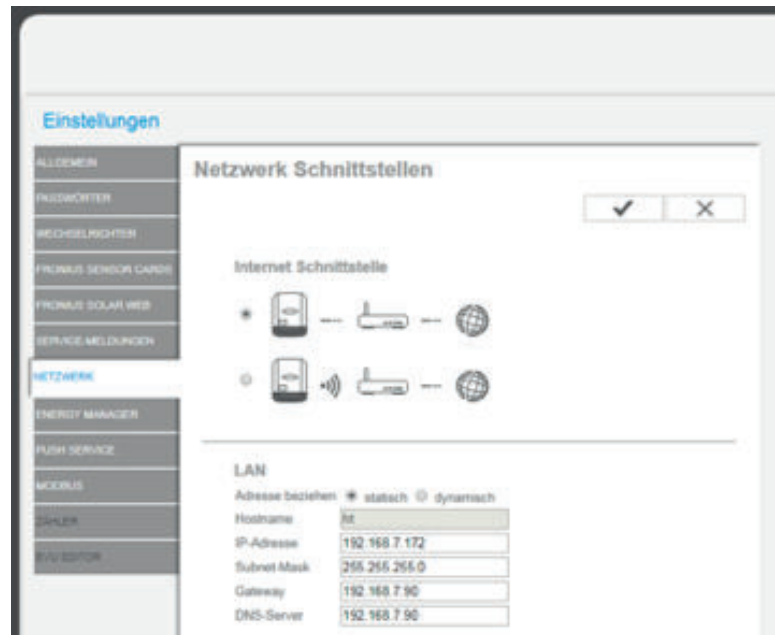 Einstellungen
ALLGEMEIN
PASSWÖRTER
WECHSELRICHTER
FRONIUS SENSOR CARDS
FRONIUS SOLAR.WEB
SERVICE-MELDUNGEN
NETZWERK
ENERGY MANAGER
PUSH SERVICE
MODBUS
ZÄHLER
EVU EDITOR
Netzwerk Schnittstellen
Internet Schnittstelle
LAN
Adresse beziehen statisch dynamisch
Hostname
IP-Adresse 192.168.7.172
Subnet Mask 255.255.255.0
Gateway 192.168.7.90
DNS-Server 192.168.7.90